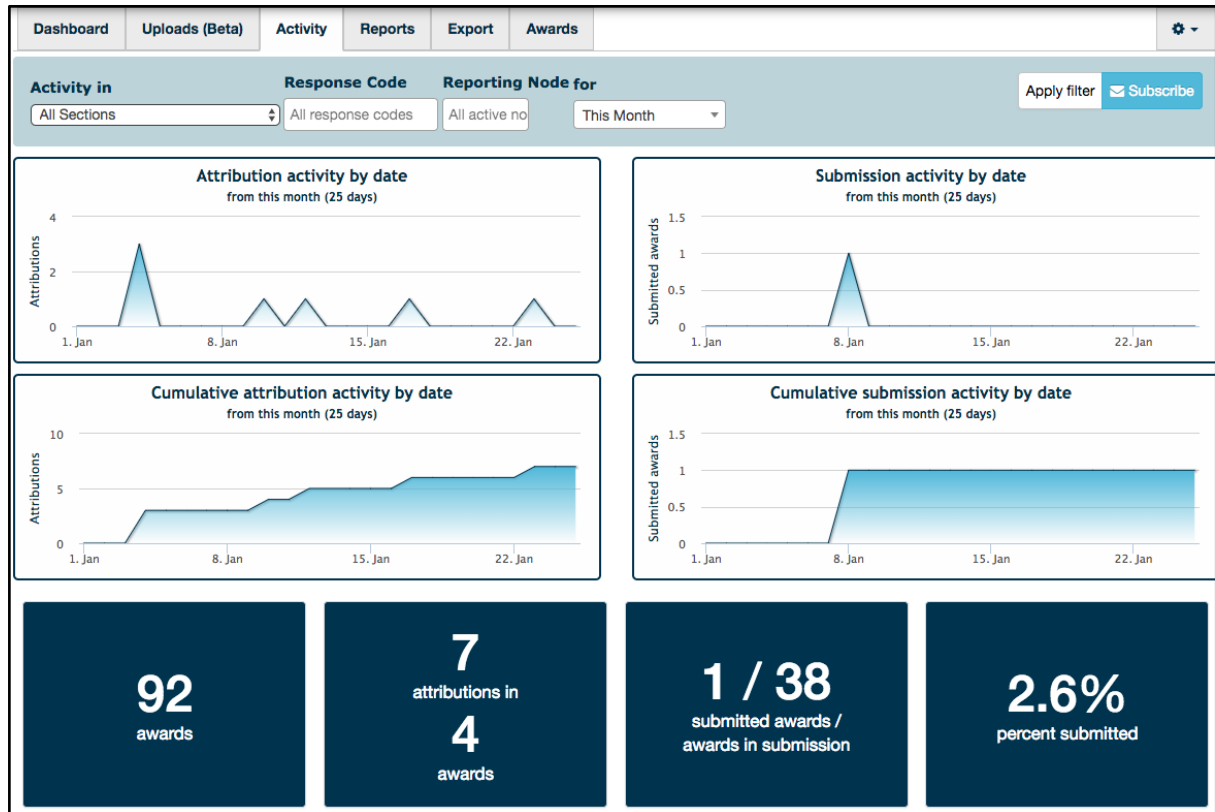 Dashboard Uploads (Beta) Activity Reports Export Awards
Activity in Response Code Reporting Node for
All Sections All response codes All active no This Month Apply filter Subscribe
Attribution activity by date
from this month (25 days)
Attributions
4
2
0
1. Jan 8. Jan 15. Jan 22. Jan
Submission activity by date
from this month (25 days)
Submitted awards
1.5
1
0.5
0
1. Jan 8. Jan 15. Jan 22. Jan
Cumulative attribution activity by date
from this month (25 days)
Attributions
10
5
0
1. Jan 8. Jan 15. Jan 22. Jan
Cumulative submission activity by date
from this month (25 days)
Submitted awards
1.5
1
0.5
0
1. Jan 8. Jan 15. Jan 22. Jan
92
awards
7
attributions in
4
awards
1 / 38
submitted awards /
awards in submission
2.6%
percent submitted